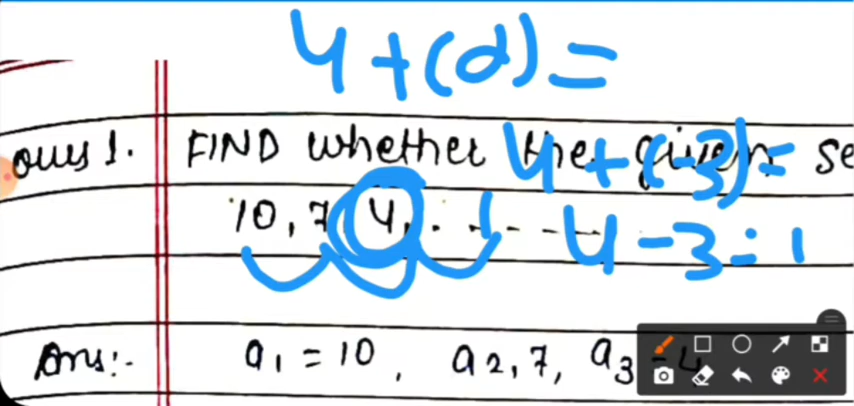 4 + (d) =
Ques 1. FIND whether the given se
4 + (-3) =
10, 7, 4, . 1 - - - - -
4 - 3 = 1
Ans:- a1 = 10, a2, 7, a3 = 4